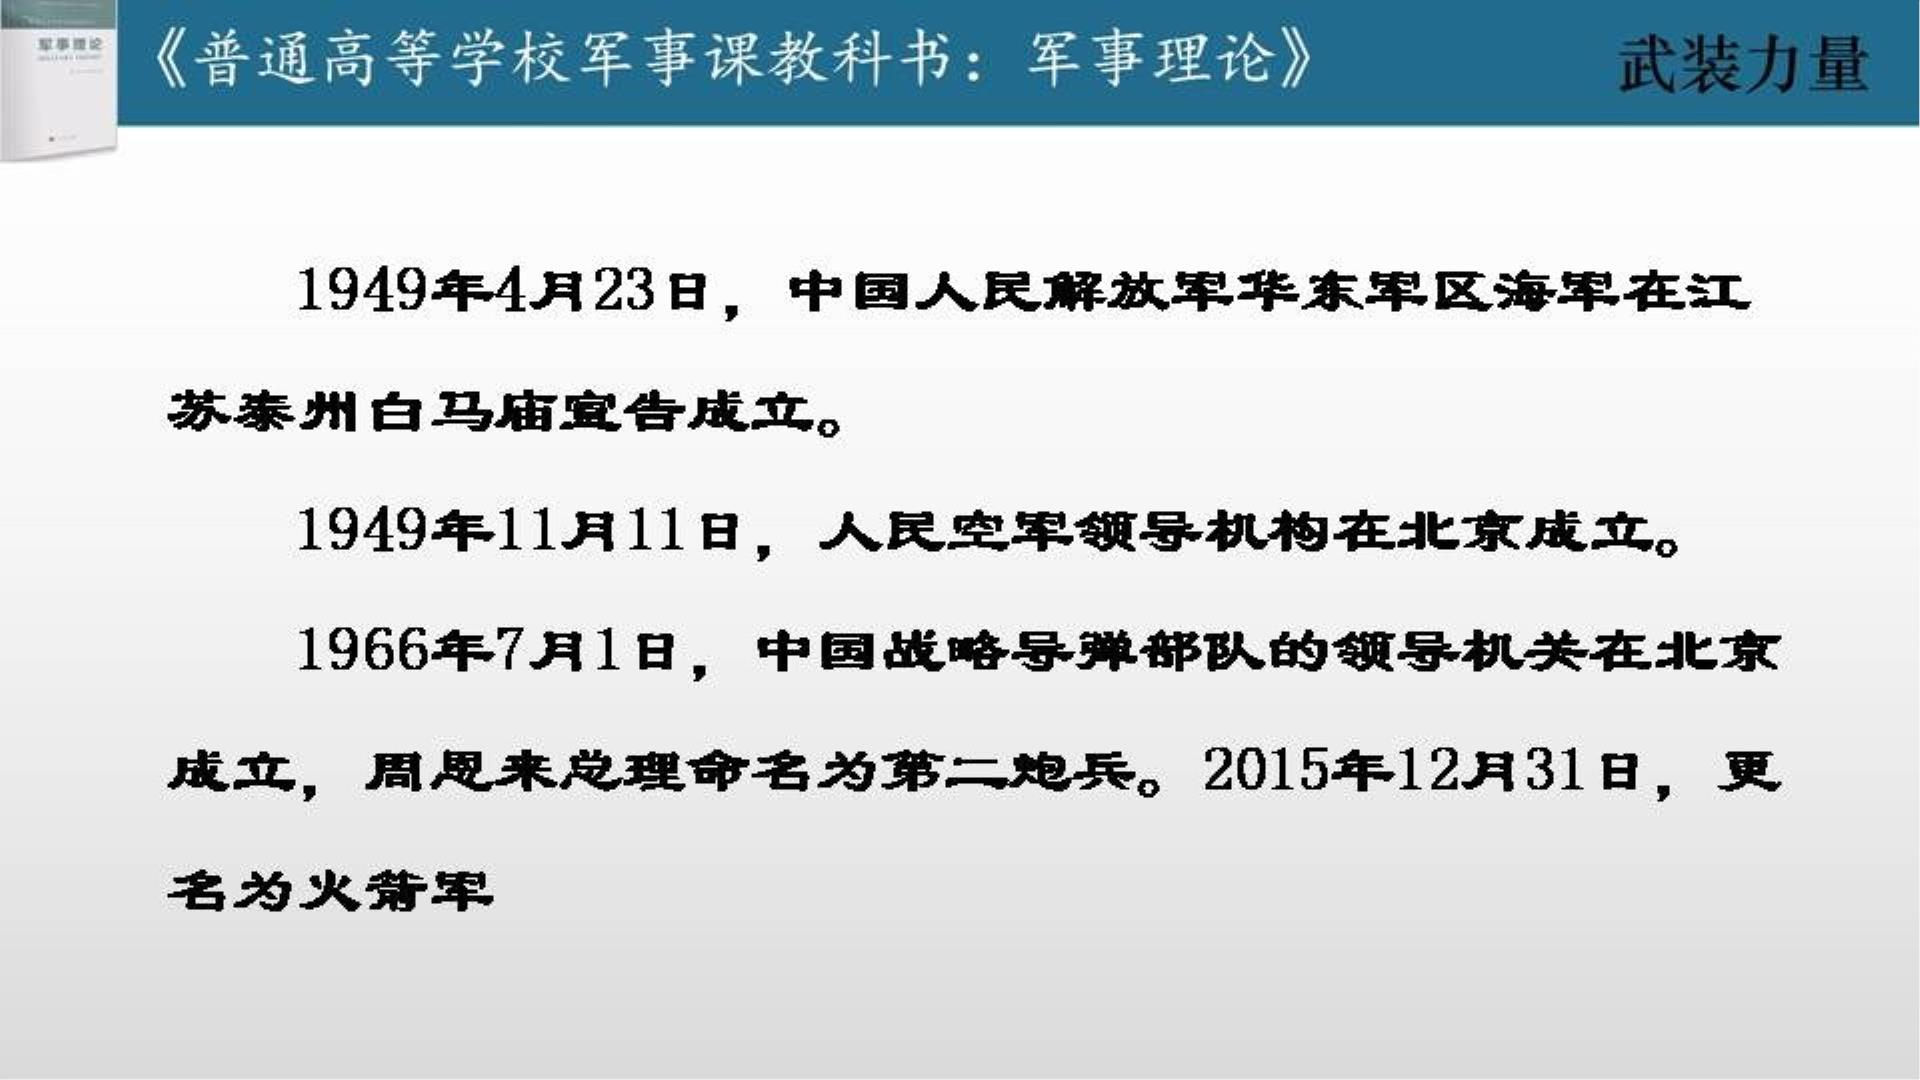 军事理论
《普通高等学校军事课教科书：军事理论》
武装力量
1949年4月23日，中国人民解放军华东军区海军在江
苏泰州白马庙宣告成立。
1949年11月11日，人民空军领导机构在北京成立。
1966年7月1日，中国战略导弹部队的领导机关在北京
成立，周恩来总理命名为第二炮兵。2015年12月31日，更
名为火箭军